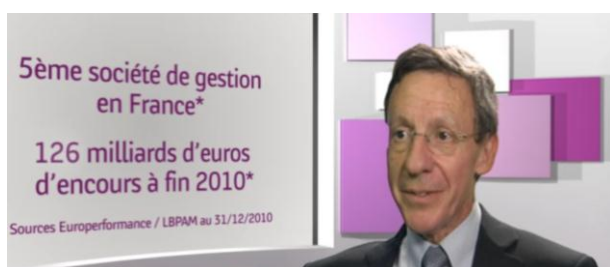 5ème société de gestion
en France*
126 milliards d'euros
d'encours à fin 2010*
Sources Europerformance / LBPAM au 31/12/2010